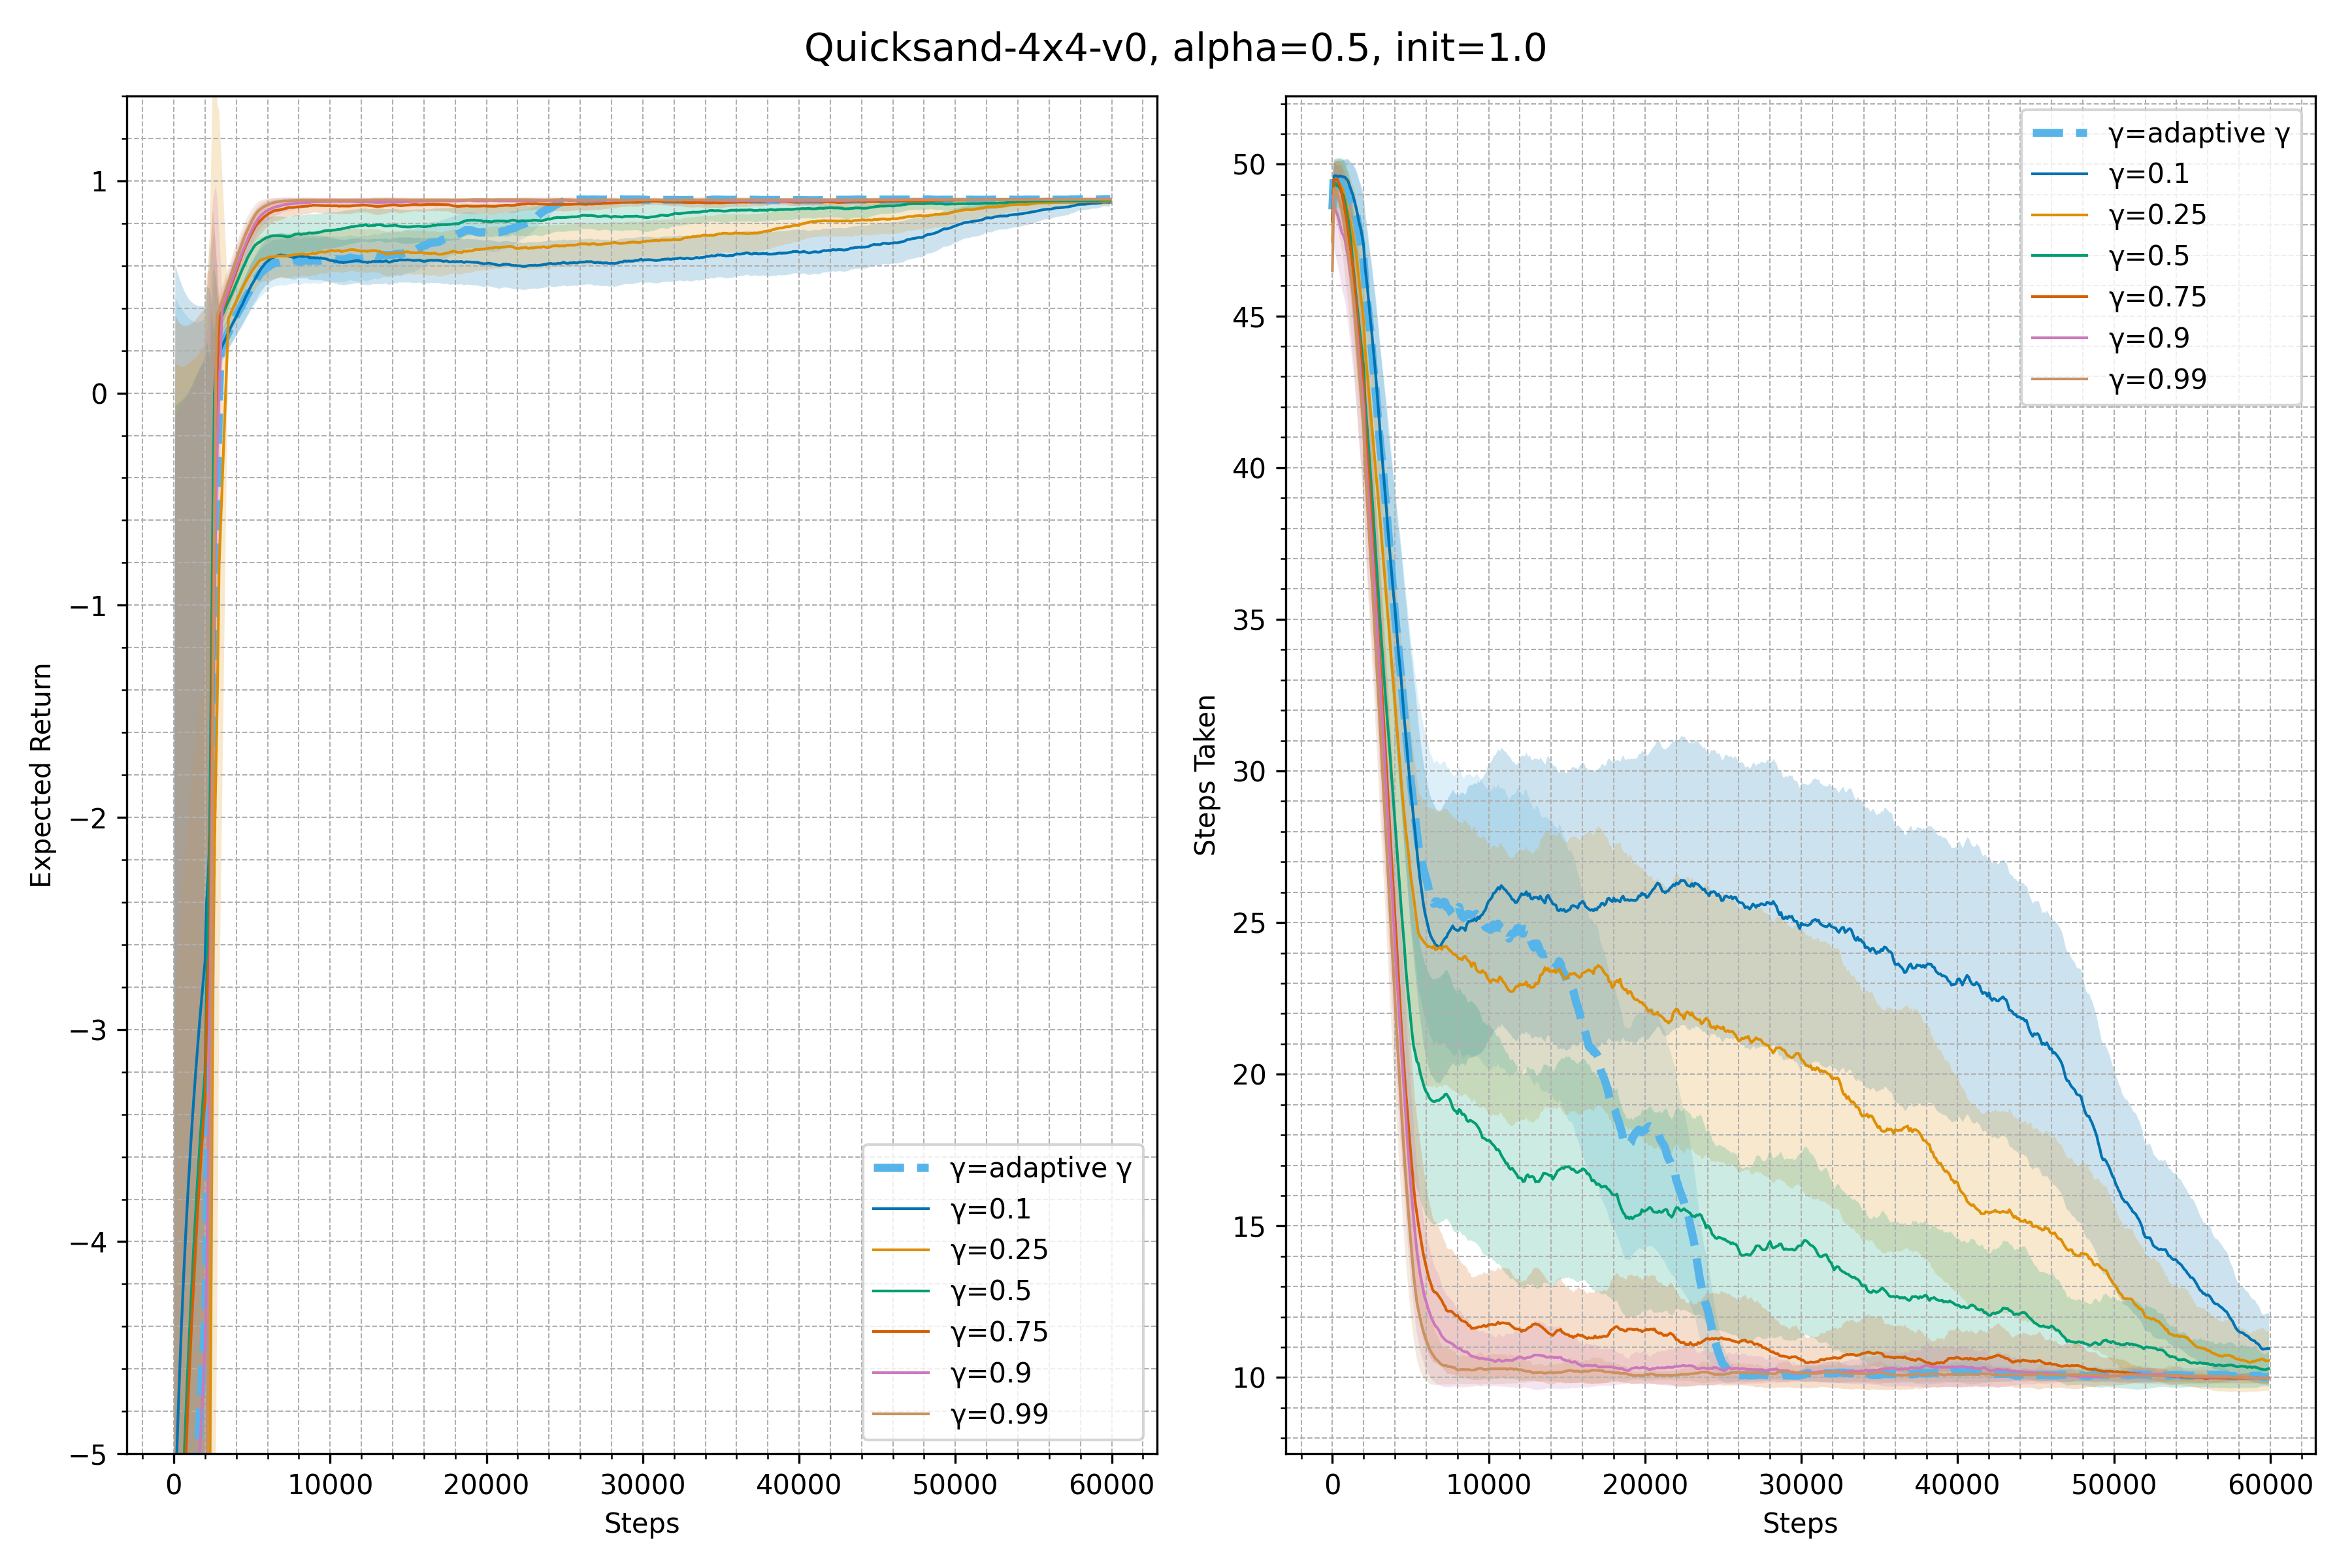 Quicksand-4x4-v0, alpha=0.5, init=1.0
Expected Return
1
0
−1
−2
−3
−4
−5
0 10000 20000 30000 40000 50000 60000
Steps
γ=adaptive γ
γ=0.1
γ=0.25
γ=0.5
γ=0.75
γ=0.9
γ=0.99
Steps Taken
50
45
40
35
30
25
20
15
10
0 10000 20000 30000 40000 50000 60000
Steps
γ=adaptive γ
γ=0.1
γ=0.25
γ=0.5
γ=0.75
γ=0.9
γ=0.99